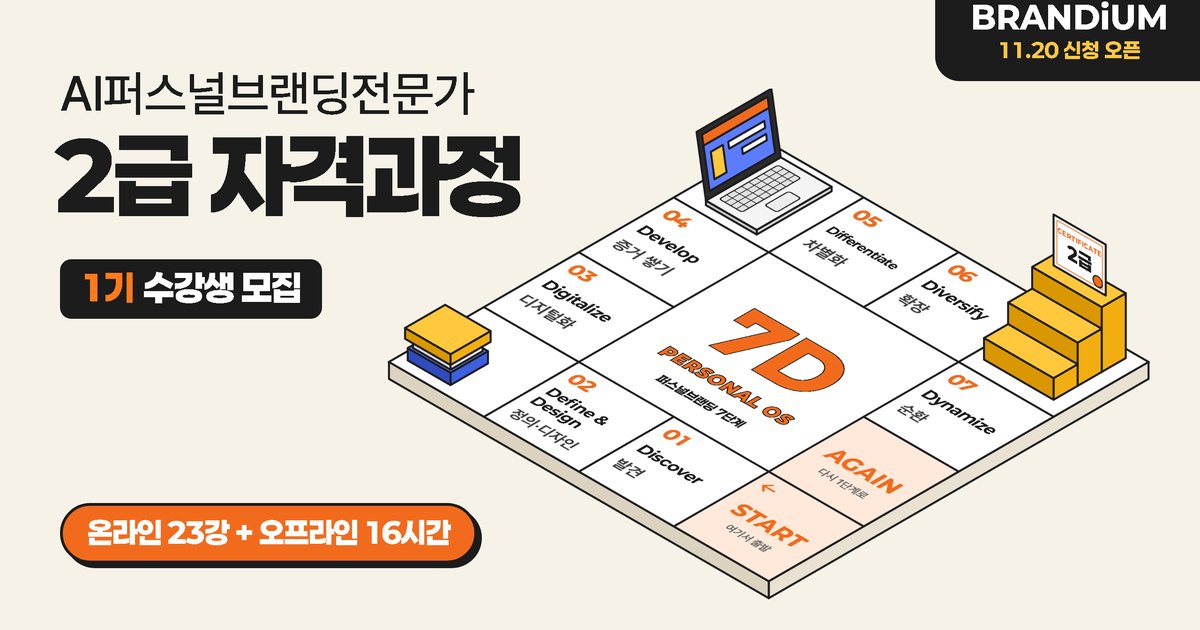 BRANDiUM
11.20 신청 오픈
AI퍼스널브랜딩전문가
2급 자격과정
1기 수강생 모집
온라인 23강 + 오프라인 16시간
04
Develop
증거 쌓기
05
Differentiate
차별화
03
Digitalize
디지털화
06
Diversify
확장
CERTIFICATE
2급
7D
PERSONAL OS
퍼스널브랜딩 7단계
02
Define &
Design
정의·디자인
07
Dynamize
순환
01
Discover
발견
AGAIN
다시 1단계로
←
START
여기서 출발